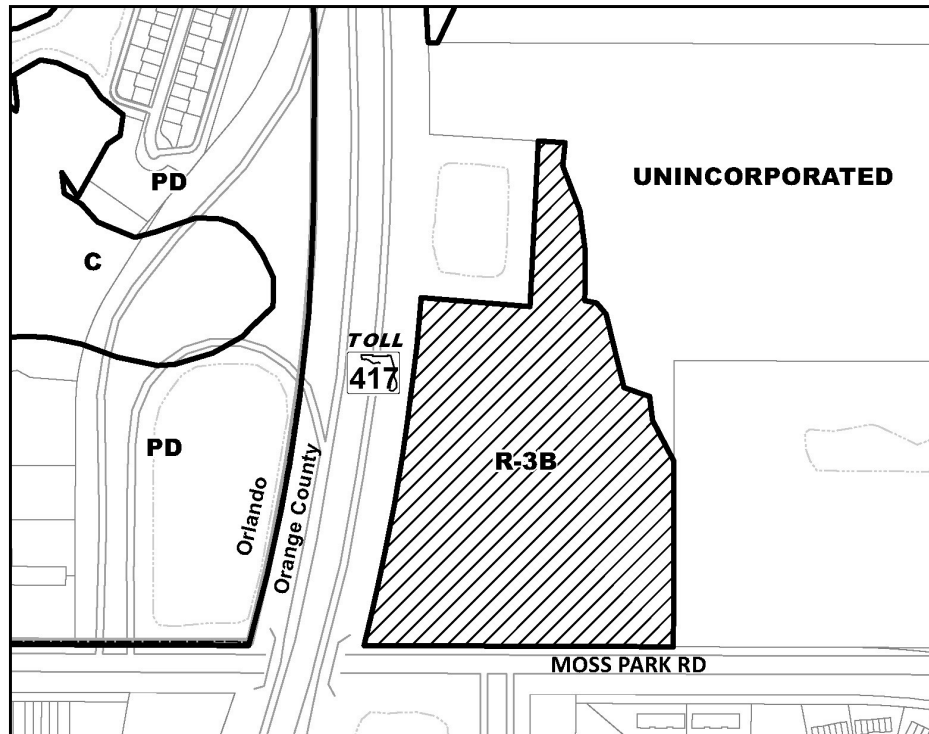 PD
UNINCORPORATED
C
TOLL
417
PD
R-3B
Orlando
Orange County
MOSS PARK RD